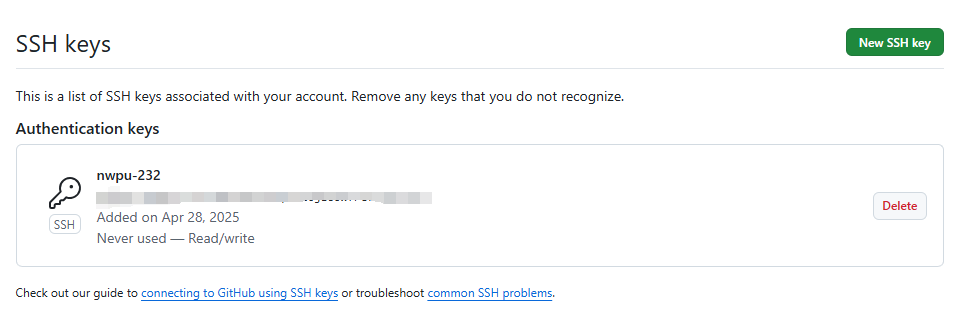 SSH keys
New SSH key
This is a list of SSH keys associated with your account. Remove any keys that you do not recognize.
Authentication keys
nwpu-232
Added on Apr 28, 2025
SSH
Never used — Read/write
Delete
Check out our guide to connecting to GitHub using SSH keys or troubleshoot common SSH problems.